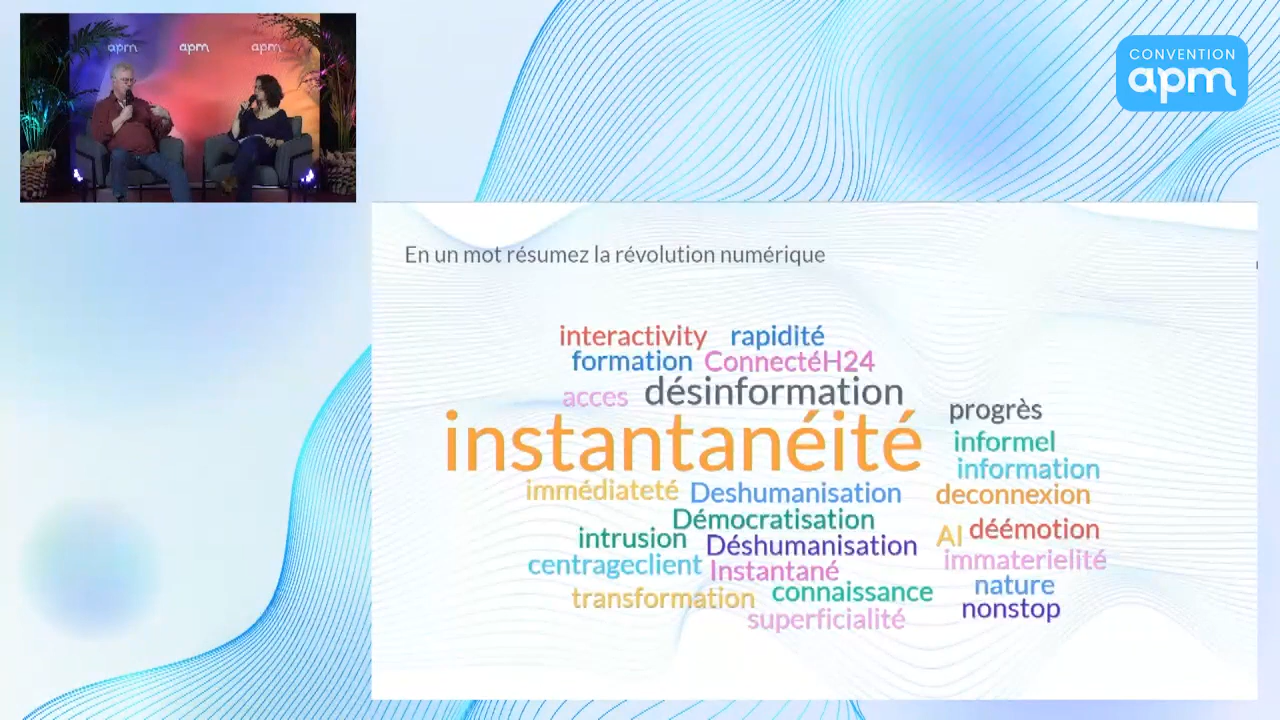 apm apm apm
CONVENTION
apm
En un mot résumez la révolution numérique
interactivity rapidité
formation ConnectéH24
acces désinformation
progrès
instantanéité
informel
information
immédiateté Deshumanisation
deconnexion
Démocratisation
intrusion Déshumanisation
AI déémotion
centrageclient Instantané
immaterielité
transformation connaissance
nature
superficialité
nonstop